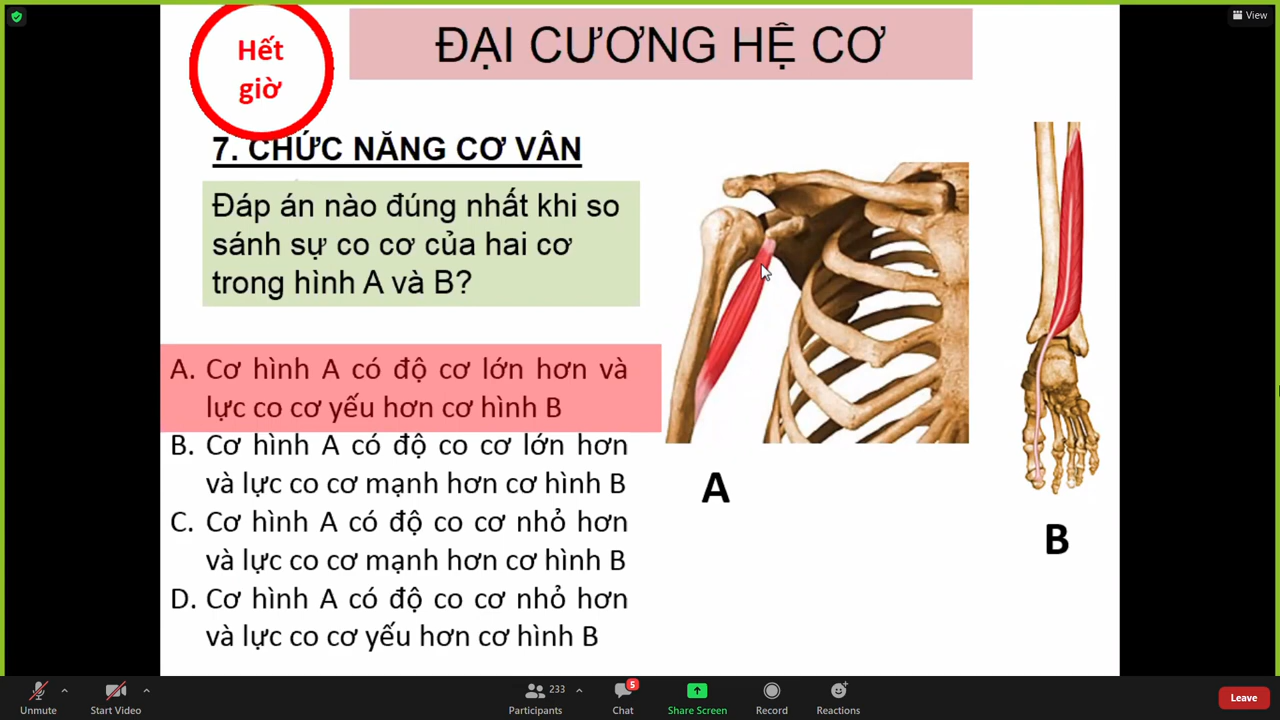 View
Hết
giờ
ĐẠI CƯƠNG HỆ CƠ
7. CHỨC NĂNG CƠ VÂN
Đáp án nào đúng nhất khi so
sánh sự co cơ của hai cơ
trong hình A và B?
A. Cơ hình A có độ cơ lớn hơn và
lực co cơ yếu hơn cơ hình B
B. Cơ hình A có độ co cơ lớn hơn
và lực co cơ mạnh hơn cơ hình B
C. Cơ hình A có độ co cơ nhỏ hơn
và lực co cơ mạnh hơn cơ hình B
D. Cơ hình A có độ co cơ nhỏ hơn
và lực co cơ yếu hơn cơ hình B
A
B
Unmute
Start Video
233
Participants
5
Chat
Share Screen
Record
Reactions
Leave